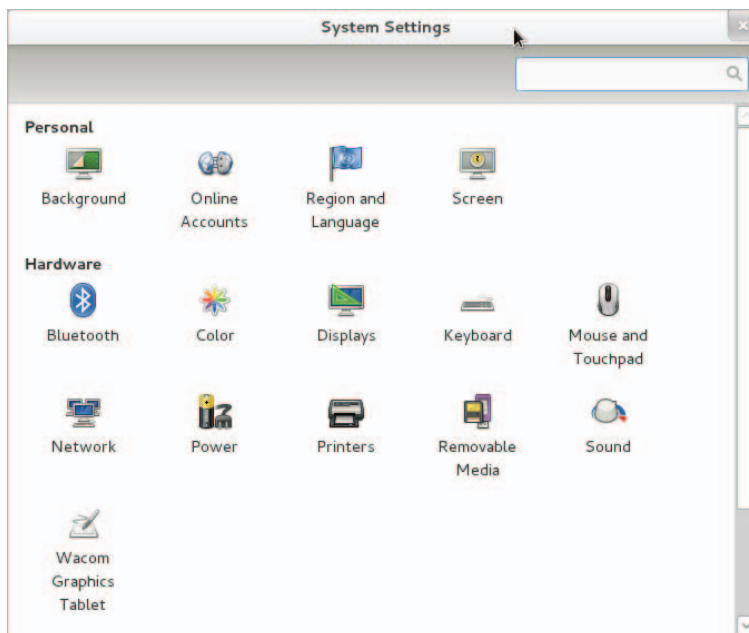 System Settings
Personal
Background
Online
Accounts
Region and
Language
Screen
Hardware
Bluetooth
Color
Displays
Keyboard
Mouse and
Touchpad
Network
Power
Printers
Removable
Media
Sound
Wacom
Graphics
Tablet